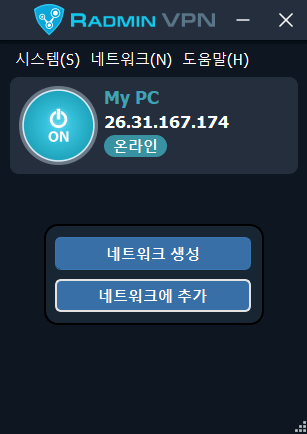 RADMIN VPN
시스템(S) 네트워크(N) 도움말(H)
My PC
26.31.167.174
ON
온라인
네트워크 생성
네트워크에 추가